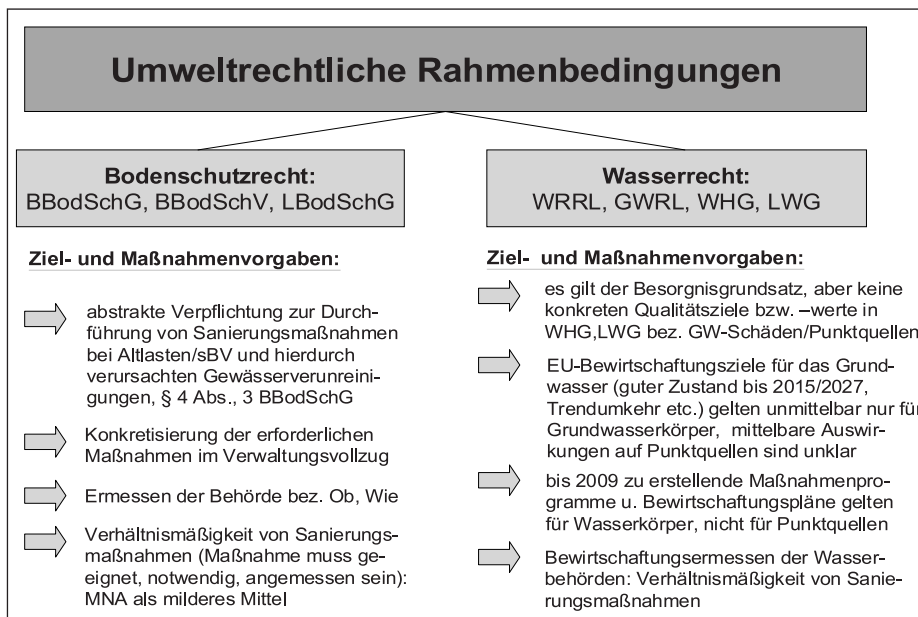 Umweltrechtliche Rahmenbedingungen
Bodenschutzrecht:
BBodSchG, BBodSchV, LBodSchG
Ziel- und Maßnahmenvorgaben:
abstrakte Verpflichtung zur Durch-
führung von Sanierungsmaßnahmen
bei Altlasten/sBV und hierdurch
verursachten Gewässerverunreini-
gungen, § 4 Abs., 3 BBodSchG
Konkretisierung der erforderlichen
Maßnahmen im Verwaltungsvollzug
Ermessen der Behörde bez. Ob, Wie
Verhältnismäßigkeit von Sanierungs-
maßnahmen (Maßnahme muss ge-
eignet, notwendig, angemessen sein):
MNA als milderes Mittel
Wasserrecht:
WRRL, GWRL, WHG, LWG
Ziel- und Maßnahmenvorgaben:
es gilt der Besorgnisgrundsatz, aber keine
konkreten Qualitätsziele bzw. –werte in
WHG,LWG bez. GW-Schäden/Punktquellen
EU-Bewirtschaftungsziele für das Grund-
wasser (guter Zustand bis 2015/2027,
Trendumkehr etc.) gelten unmittelbar nur für
Grundwasserkörper, mittelbare Auswir-
kungen auf Punktquellen sind unklar
bis 2009 zu erstellende Maßnahmenpro-
gramme u. Bewirtschaftungspläne gelten
für Wasserkörper, nicht für Punktquellen
Bewirtschaftungsermessen der Wasser-
behörden: Verhältnismäßigkeit von Sanie-
rungsmaßnahmen